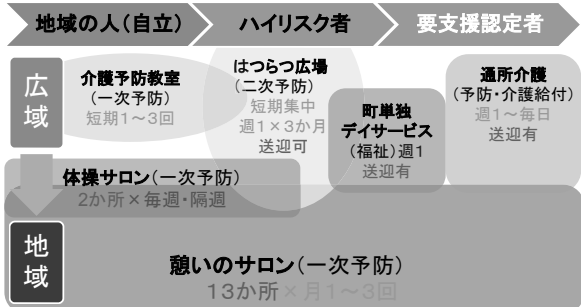 地域の人(自立)
ハイリスク者
要支援認定者
広域
介護予防教室
(一次予防)
短期1～3回
はつらつ広場
(二次予防)
短期集中
週1×3か月
送迎可
町単独
デイサービス
(福祉)週1
送迎有
通所介護
(予防・介護給付)
週1～毎日
送迎有
体操サロン(一次予防)
2か所×毎週・隔週
地域
憩いのサロン(一次予防)
13か所×月1～3回